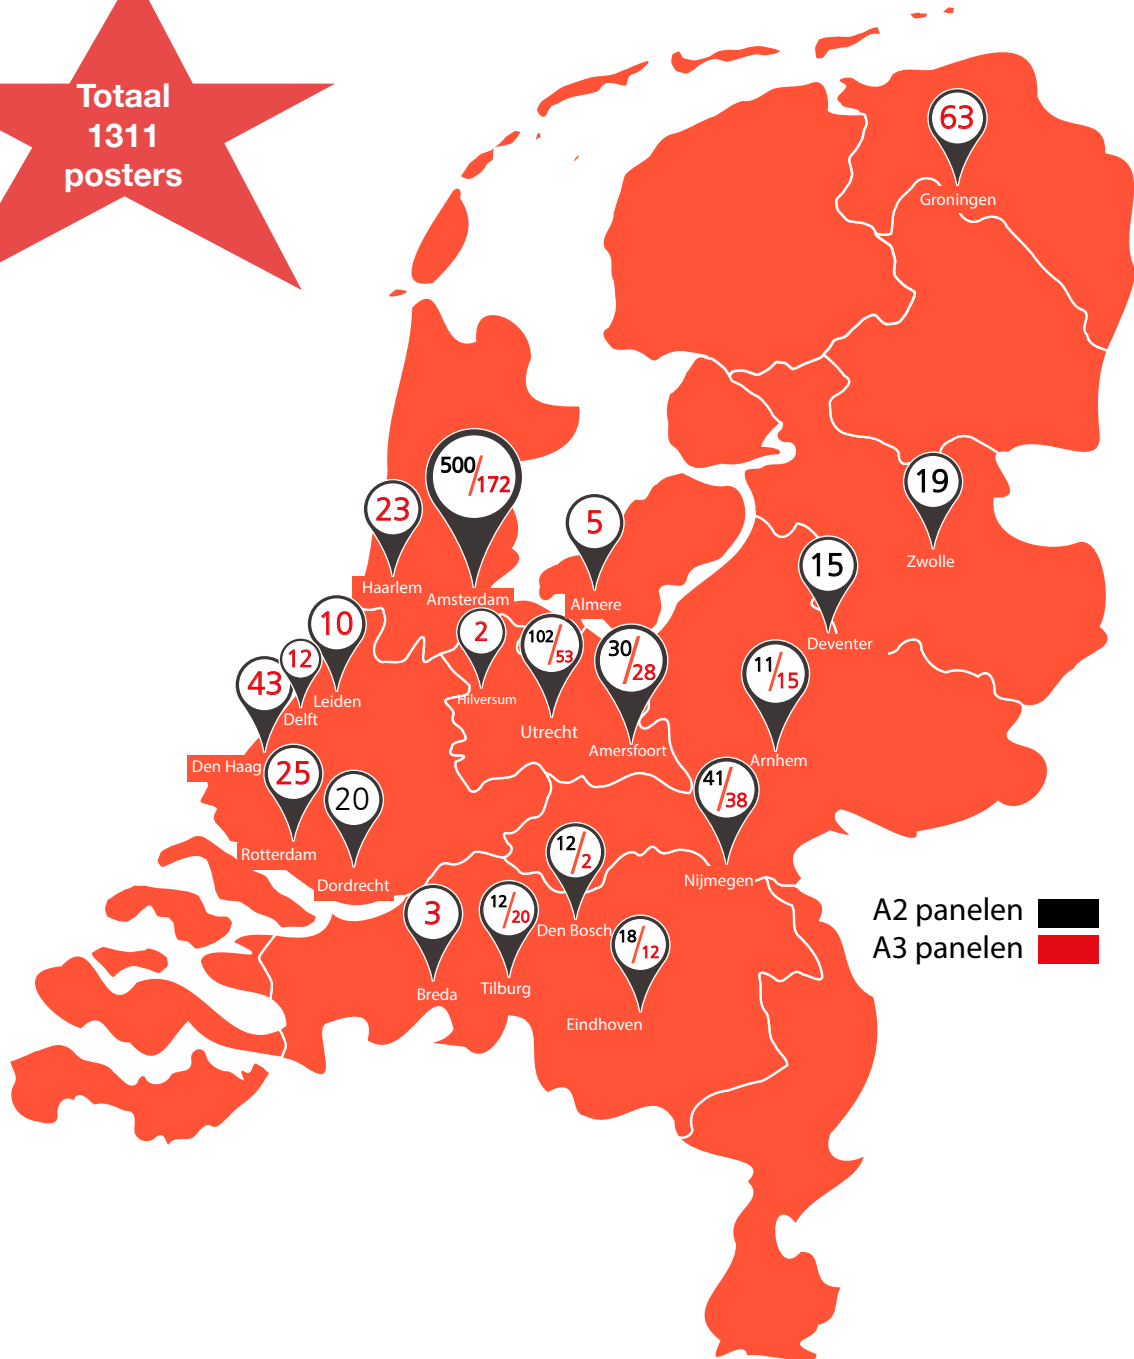 Totaal
1311
posters
63
Groningen
500/172
Amsterdam
23
Haarlem
5
Almere
19
Zwolle
15
Deventer
10
Leiden
2
Hilversum
102/53
Utrecht
30/28
Amersfoort
11/15
Arnhem
12
Delft
43
Den Haag
25
Rotterdam
20
Dordrecht
41/38
Nijmegen
12/2
Den Bosch
3
Breda
12/20
Tilburg
18/12
Eindhoven
A2 panelen
A3 panelen